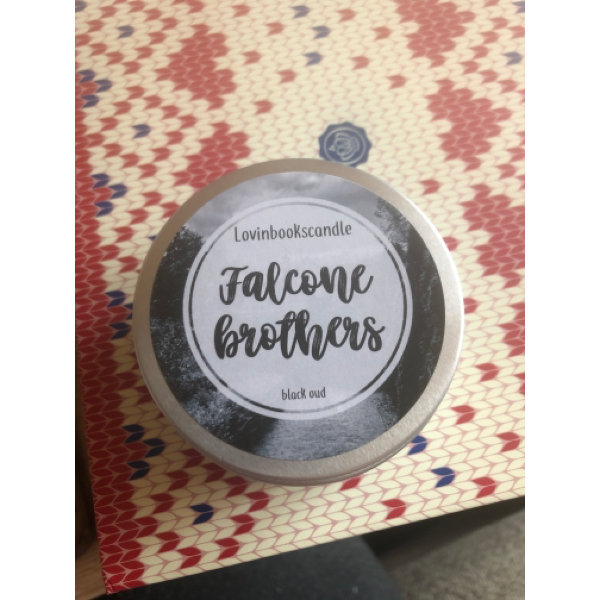 Lovinbookscandle
Falcone
brothers
black oud